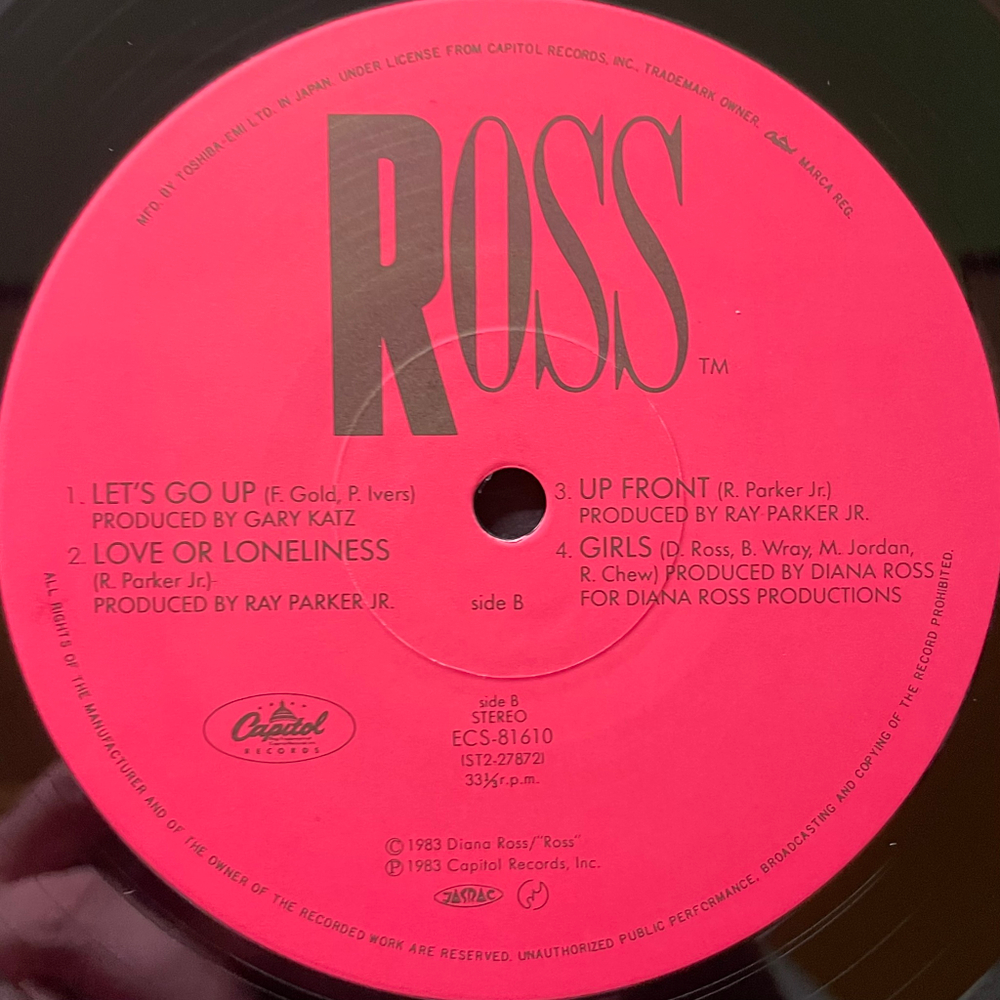 MFD. BY TOSHIBA-EMI LTD. IN JAPAN. UNDER LICENSE FROM CAPITOL RECORDS, INC., TRADEMARK OWNER. MARCA REG.
ROSS
TM
1. LET'S GO UP (F. Gold, P. Ivers)
PRODUCED BY GARY KATZ
2. LOVE OR LONELINESS
(R. Parker Jr.)
PRODUCED BY RAY PARKER JR.
3. UP FRONT (R. Parker Jr.)
PRODUCED BY RAY PARKER JR.
4. GIRLS (D. Ross, B. Wray, M. Jordan,
R. Chew) PRODUCED BY DIANA ROSS
FOR DIANA ROSS PRODUCTIONS
side B
Capitol
RECORDS
side B
STEREO
ECS-81610
(ST2-27872)
33⅓ r.p.m.
© 1983 Diana Ross/"Ross"
℗ 1983 Capitol Records, Inc.
JASRAC
ALL RIGHTS OF THE MANUFACTURER AND OF THE OWNER OF THE RECORDED WORK ARE RESERVED. UNAUTHORIZED PUBLIC PERFORMANCE, BROADCASTING AND COPYING OF THE RECORD PROHIBITED.